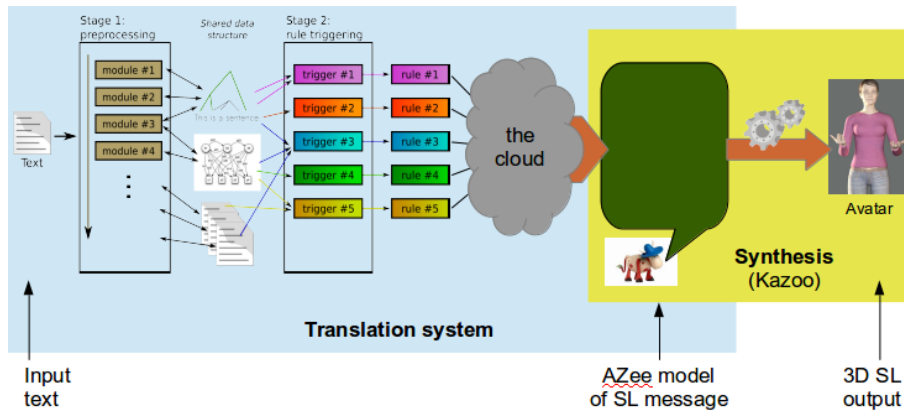 Stage 1:
preprocessing
Shared data
structure
Stage 2:
rule triggering
module #1
module #2
module #3
module #4
Text
This is a sentence
trigger #1
trigger #2
trigger #3
trigger #4
trigger #5
rule #1
rule #2
rule #3
rule #4
rule #5
the
cloud
Avatar
Synthesis
(Kazoo)
Translation system
Input
text
AZee model
of SL message
3D SL
output